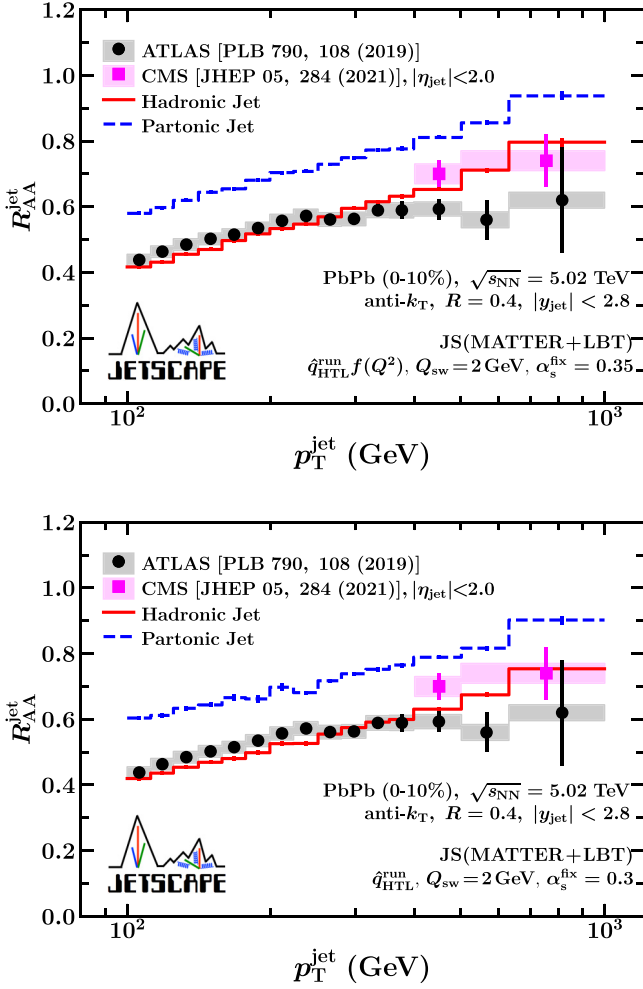 1.2
1.0
0.8
0.6
0.4
0.2
0.0
R_AA^jet
ATLAS [PLB 790, 108 (2019)]
CMS [JHEP 05, 284 (2021)], |η_jet|<2.0
Hadronic Jet
Partonic Jet
PbPb (0-10%), √s_NN = 5.02 TeV
anti-k_T, R = 0.4, |y_jet| < 2.8
JS(MATTER+LBT)
q̂_HTL^run f(Q²), Q_sw=2 GeV, α_s^fix = 0.35
JETSCAPE
10² 10³
p_T^jet (GeV)
1.2
1.0
0.8
0.6
0.4
0.2
0.0
R_AA^jet
ATLAS [PLB 790, 108 (2019)]
CMS [JHEP 05, 284 (2021)], |η_jet|<2.0
Hadronic Jet
Partonic Jet
PbPb (0-10%), √s_NN = 5.02 TeV
anti-k_T, R = 0.4, |y_jet| < 2.8
JS(MATTER+LBT)
q̂_HTL^run, Q_sw=2 GeV, α_s^fix = 0.3
JETSCAPE
10² 10³
p_T^jet (GeV)